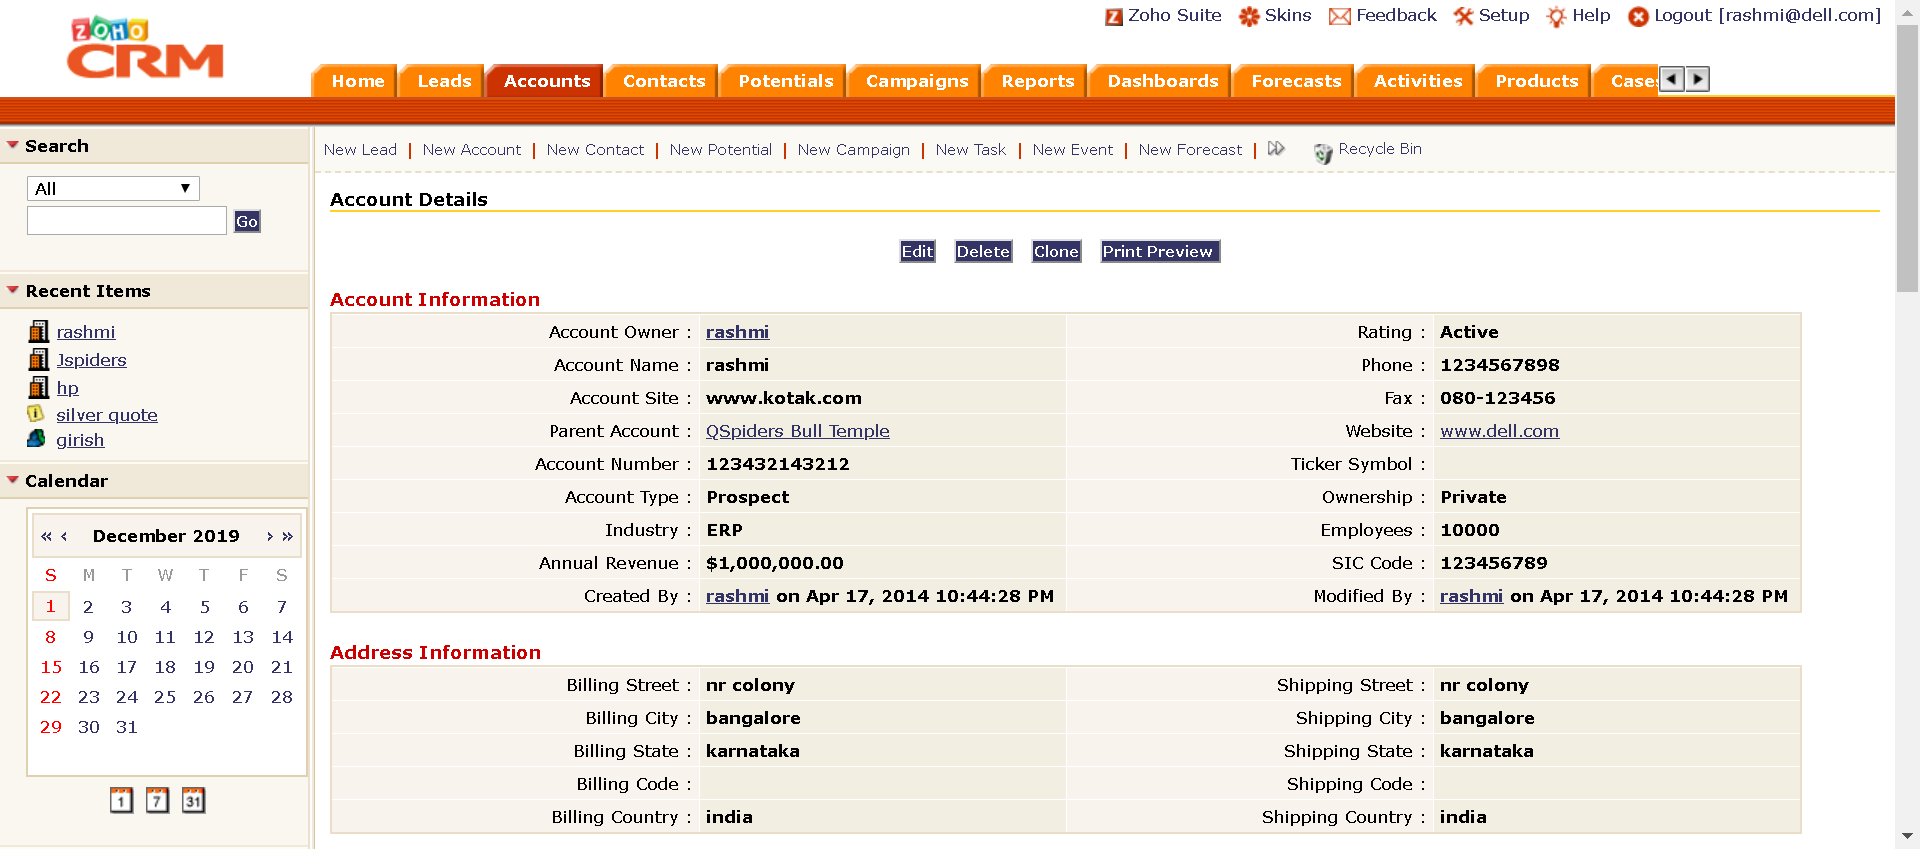 Zoho Suite Skins Feedback Setup Help Logout [rashmi@dell.com]
ZOHO
CRM
Home Leads Accounts Contacts Potentials Campaigns Reports Dashboards Forecasts Activities Products Cases
Search
All
Go
Recent Items
rashmi
Jspiders
hp
silver quote
girish
Calendar
« ‹ December 2019 › »
S M T W T F S
1 2 3 4 5 6 7
8 9 10 11 12 13 14
15 16 17 18 19 20 21
22 23 24 25 26 27 28
29 30 31
1 7 31
New Lead | New Account | New Contact | New Potential | New Campaign | New Task | New Event | New Forecast | Recycle Bin
Account Details
Edit Delete Clone Print Preview
Account Information
Account Owner : rashmi Rating : Active
Account Name : rashmi Phone : 1234567898
Account Site : www.kotak.com Fax : 080-123456
Parent Account : QSpiders Bull Temple Website : www.dell.com
Account Number : 123432143212 Ticker Symbol :
Account Type : Prospect Ownership : Private
Industry : ERP Employees : 10000
Annual Revenue : $1,000,000.00 SIC Code : 123456789
Created By : rashmi on Apr 17, 2014 10:44:28 PM Modified By : rashmi on Apr 17, 2014 10:44:28 PM
Address Information
Billing Street : nr colony Shipping Street : nr colony
Billing City : bangalore Shipping City : bangalore
Billing State : karnataka Shipping State : karnataka
Billing Code : Shipping Code :
Billing Country : india Shipping Country : india